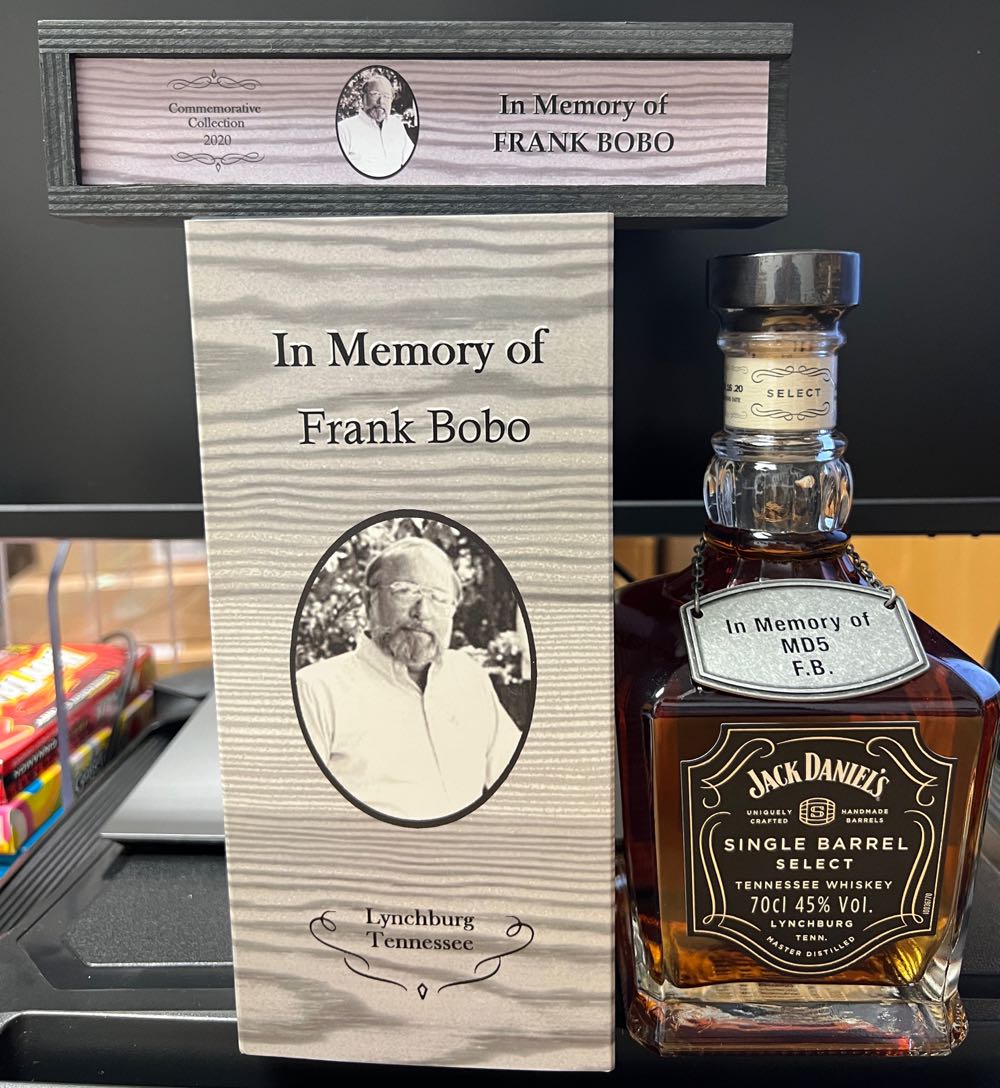 Commemorative
Collection
2020
In Memory of
FRANK BOBO
In Memory of
Frank Bobo
Lynchburg
Tennessee
SELECT
In Memory of
MD5
F.B.
JACK DANIEL'S
UNIQUELY CRAFTED
S
HANDMADE BARRELS
SINGLE BARREL
SELECT
TENNESSEE WHISKEY
70cl 45% Vol.
LYNCHBURG
TENN.
MASTER DISTILLED
CINNAMON